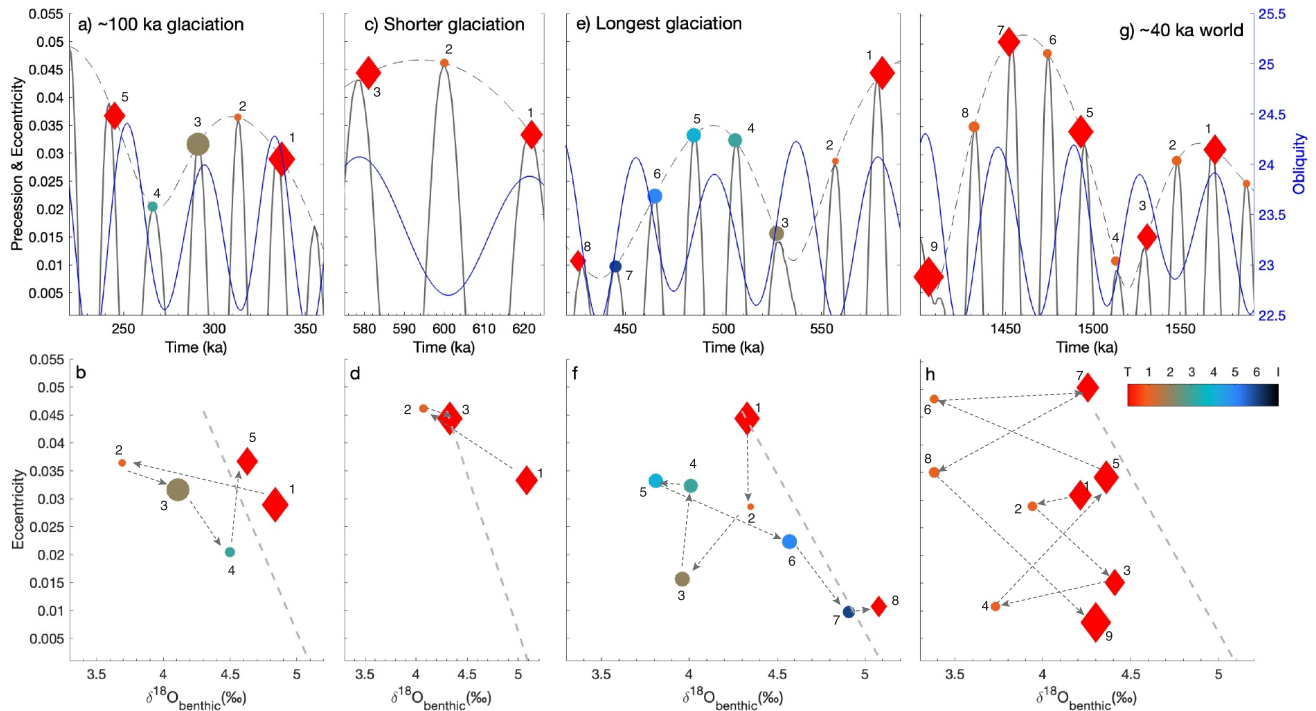 a) ~100 ka glaciation
c) Shorter glaciation
e) Longest glaciation
g) ~40 ka world
Precession & Eccentricity
0.055
0.05
0.045
0.04
0.035
0.03
0.025
0.02
0.015
0.01
0.005
5
4
3
2
1
3
2
1
8
7
6
5
4
3
2
1
9
8
7
6
5
4
3
2
1
25.5
25
24.5
24
23.5
23
22.5
Obliquity
250 300 350
580 590 600 610 620
450 500 550
1450 1500 1550
Time (ka)
Time (ka)
Time (ka)
Time (ka)
b
d
f
h
T 1 2 3 4 5 6 I
Eccentricity
0.055
0.05
0.045
0.04
0.035
0.03
0.025
0.02
0.015
0.01
0.005
2
3
4
5
1
2
3
1
1
2
3
4
5
6
7
8
7
6
8
5
1
2
3
4
9
3.5 4 4.5 5
3.5 4 4.5 5
3.5 4 4.5 5
3.5 4 4.5 5
δ18Obenthic(‰)
δ18Obenthic(‰)
δ18Obenthic(‰)
δ18Obenthic(‰)